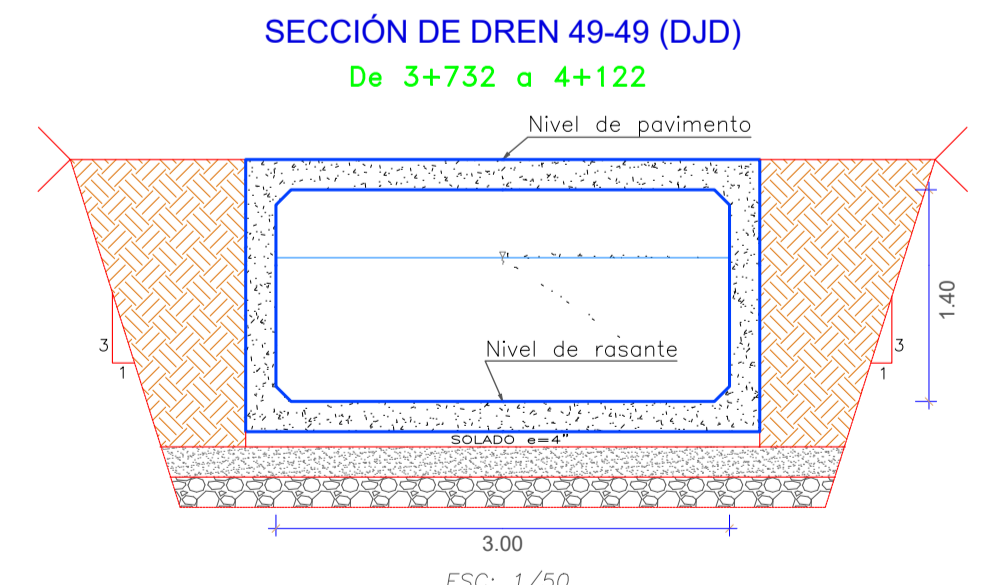 SECCIÓN DE DREN 49-49 (DJD)
De 3+732 a 4+122
Nivel de pavimento
1.40
3
1
3
1
Nivel de rasante
SOLADO e=4"
3.00
ESC: 1/50